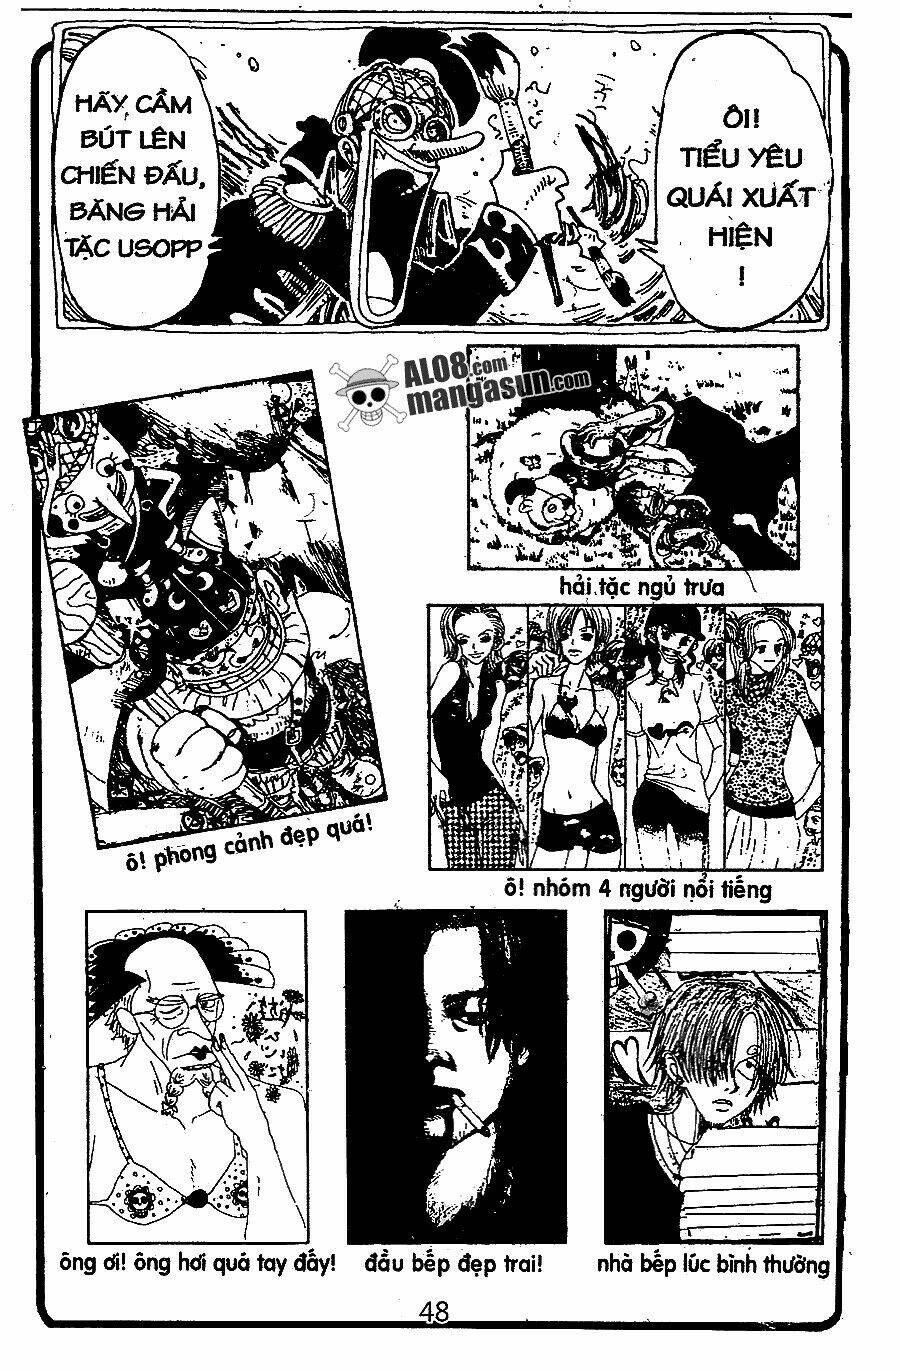 HÃY CẦM
BÚT LÊN
CHIẾN ĐẤU,
BĂNG HẢI
TẶC USOPP
ÔI!
TIỂU YÊU
QUÁI XUẤT
HIỆN
!
AL08.com
mangasun.com
hải tặc ngủ trưa
ô! phong cảnh đẹp quá!
ô! nhóm 4 người nổi tiếng
ông ơi! ông hơi quá tay đấy!
đầu bếp đẹp trai!
nhà bếp lúc bình thường
48